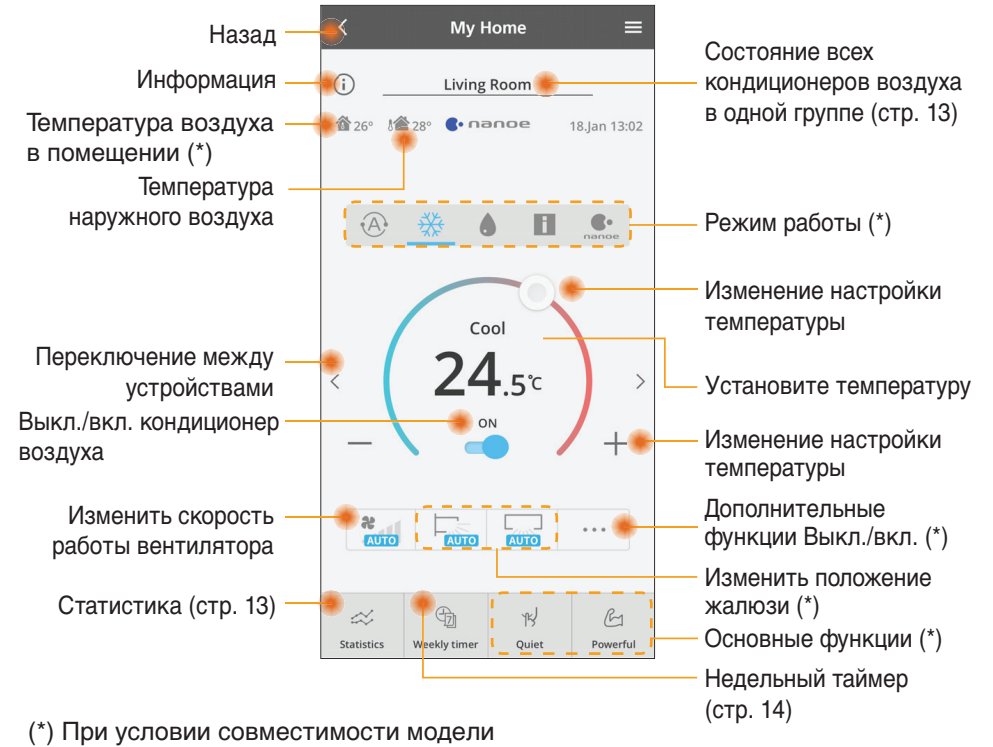 Назад
Информация
Температура воздуха
в помещении (*)
Температура
наружного воздуха
Переключение между
устройствами
Выкл./вкл. кондиционер
воздуха
Изменить скорость
работы вентилятора
Статистика (стр. 13)
My Home
Living Room
26°
28°
nanoe
18.Jan 13:02
A
nanoe
Cool
24.5°C
ON
AUTO
AUTO
AUTO
7
Statistics
Weekly timer
Quiet
Powerful
Состояние всех
кондиционеров воздуха
в одной группе (стр. 13)
Режим работы (*)
Изменение настройки
температуры
Установите температуру
Изменение настройки
температуры
Дополнительные
функции Выкл./вкл. (*)
Изменить положение
жалюзи (*)
Основные функции (*)
Недельный таймер
(стр. 14)
(*) При условии совместимости модели